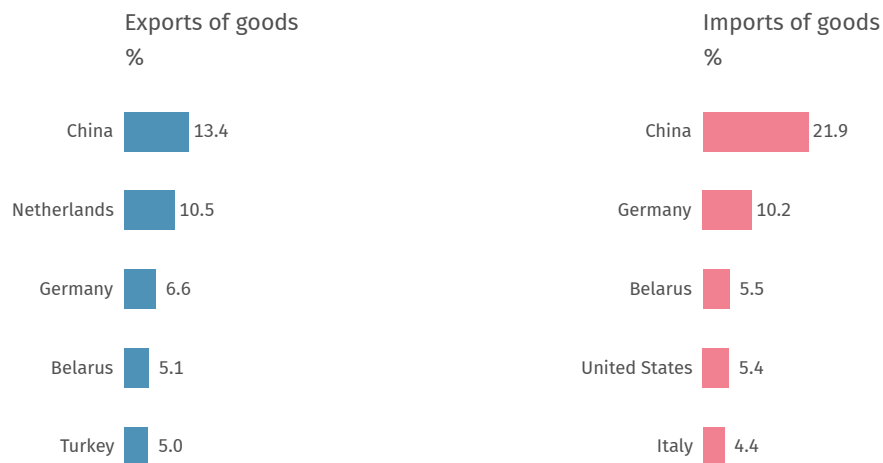 Exports of goods
%
China 13.4
Netherlands 10.5
Germany 6.6
Belarus 5.1
Turkey 5.0
Imports of goods
%
China 21.9
Germany 10.2
Belarus 5.5
United States 5.4
Italy 4.4